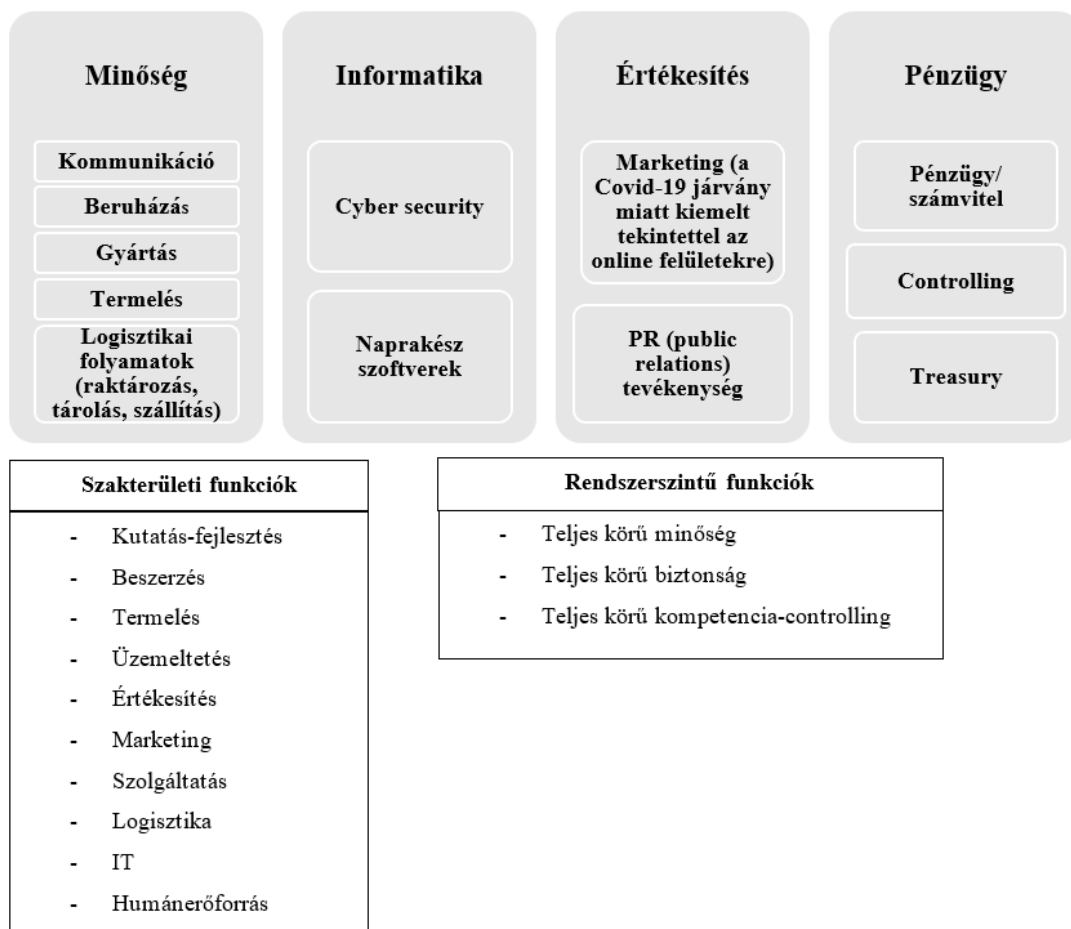 Minőség
Kommunikáció
Beruházás
Gyártás
Termelés
Logisztikai
folyamatok
(raktározás,
tárolás, szállítás)
Informatika
Cyber security
Naprakész
szoftverek
Értékesítés
Marketing (a
Covid-19 járvány
miatt kiemelt
tekintettel az
online felületekre)
PR (public
relations)
tevékenység
Pénzügy
Pénzügy/
számvitel
Controlling
Treasury
Szakterületi funkciók
- Kutatás-fejlesztés
- Beszerzés
- Termelés
- Üzemeltetés
- Értékesítés
- Marketing
- Szolgáltatás
- Logisztika
- IT
- Humánerőforrás
Rendszerszintű funkciók
- Teljes körű minőség
- Teljes körű biztonság
- Teljes körű kompetencia-controlling